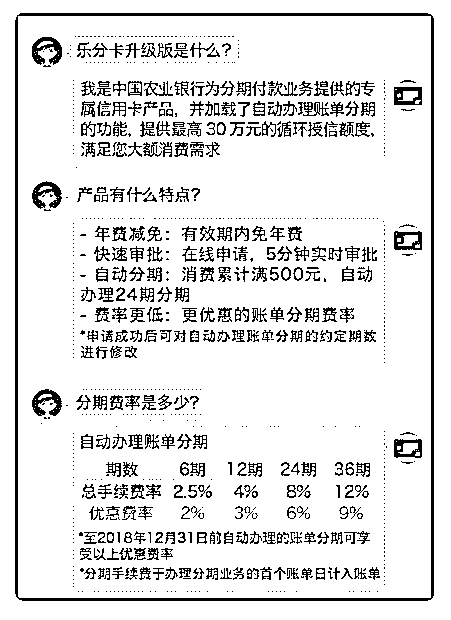 乐分卡升级版是什么?
我是中国农业银行为分期付款业务提供的专
属信用卡产品，并加载了自动办理账单分期
的功能，提供最高30万元的循环授信额度，
满足您大额消费需求
产品有什么特点?
- 年费减免：有效期内免年费
- 快速审批：在线申请，5分钟实时审批
- 自动分期：消费累计满500元，自动
办理24期分期
- 费率更低：更优惠的账单分期费率
*申请成功后可对自动办理账单分期的约定期数
进行修改
分期费率是多少?
自动办理账单分期
期数 6期 12期 24期 36期
总手续费率 2.5% 4% 8% 12%
优惠费率 2% 3% 6% 9%
*至2018年12月31日前自动办理的账单分期可享
受以上优惠费率
*分期手续费于办理分期业务的首个账单日计入账单